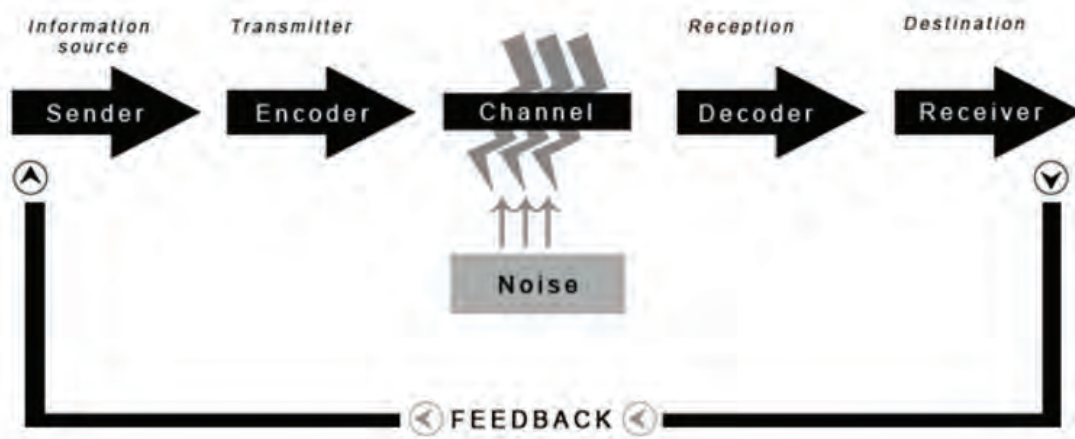 Information
source
Transmitter
Reception
Destination
Sender
Encoder
Channel
Decoder
Receiver
Noise
FEEDBACK